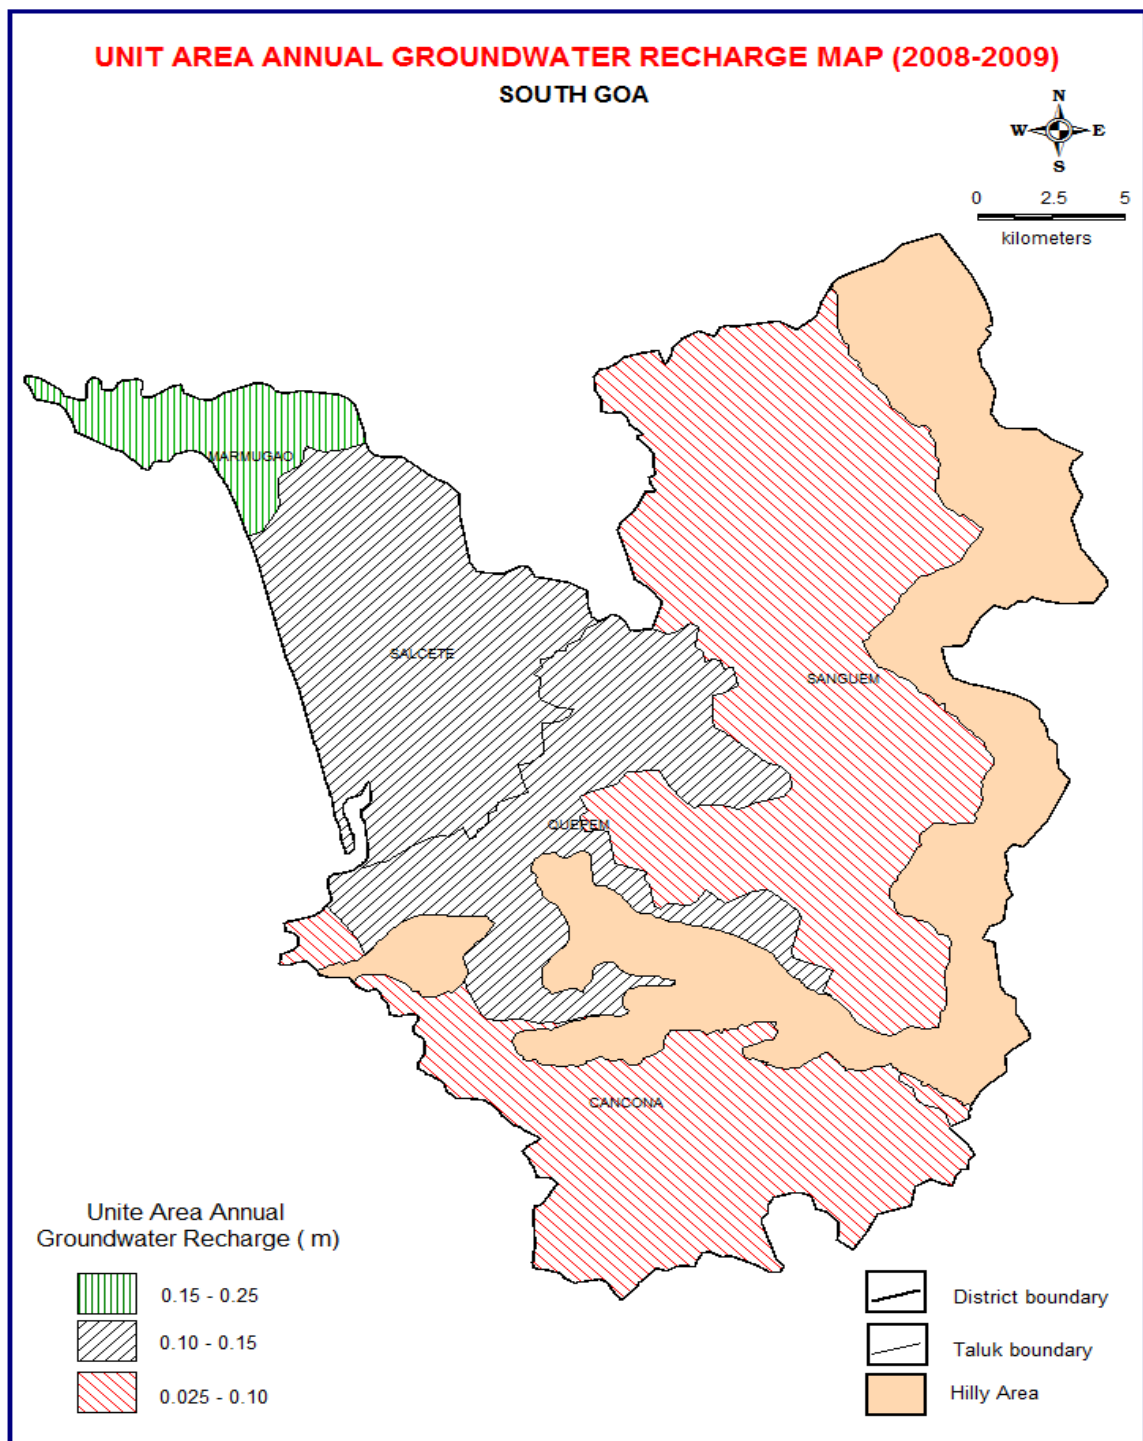 UNIT AREA ANNUAL GROUNDWATER RECHARGE MAP (2008-2009)
SOUTH GOA
N
W E
S
0 2.5 5
kilometers
MARMUGAO
SALCETE
SANGUEM
QUEPEM
CANCONA
Unite Area Annual
Groundwater Recharge ( m)
0.15 - 0.25
0.10 - 0.15
0.025 - 0.10
District boundary
Taluk boundary
Hilly Area